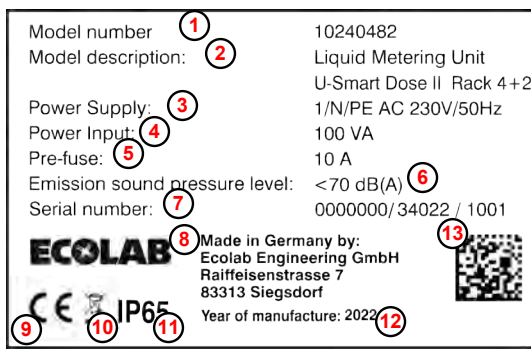 Model number 1 10240482
Model description: 2 Liquid Metering Unit
U-Smart Dose II Rack 4+2
Power Supply: 3 1/N/PE AC 230V/50Hz
Power Input: 4 100 VA
Pre-fuse: 5 10 A
Emission sound pressure level: <70 dB(A) 6
Serial number: 7 0000000/34022 / 1001
ECOLAB 8 Made in Germany by: 13
Ecolab Engineering GmbH
Raiffeisenstrasse 7
83313 Siegsdorf
CE IP65 Year of manufacture: 2022 12
9 10 11